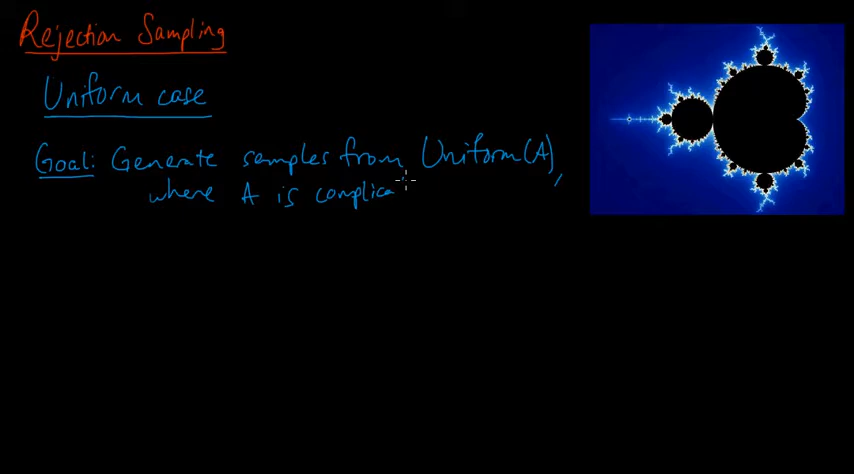 Rejection Sampling
Uniform case
Goal: Generate samples from Uniform(A),
where A is complica